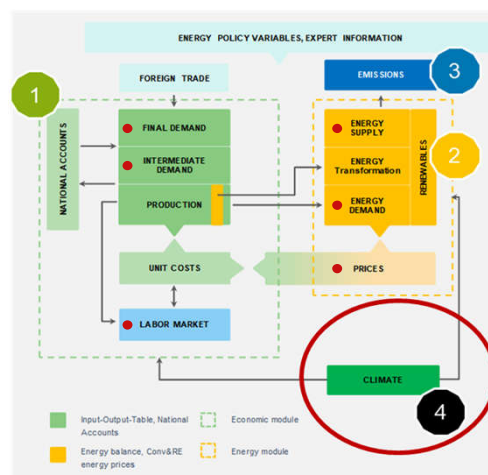 ENERGY POLICY VARIABLES, EXPERT INFORMATION
FOREIGN TRADE
EMISSIONS
3
1
NATIONAL ACCOUNTS
FINAL DEMAND
INTERMEDIATE
DEMAND
PRODUCTION
ENERGY
SUPPLY
ENERGY
Transformation
ENERGY
DEMAND
RENEWABLES
2
UNIT COSTS
PRICES
LABOR MARKET
CLIMATE
4
Input-Output-Table, National
Accounts
Economic module
Energy balance, Conv&RE
energy prices
Energy module